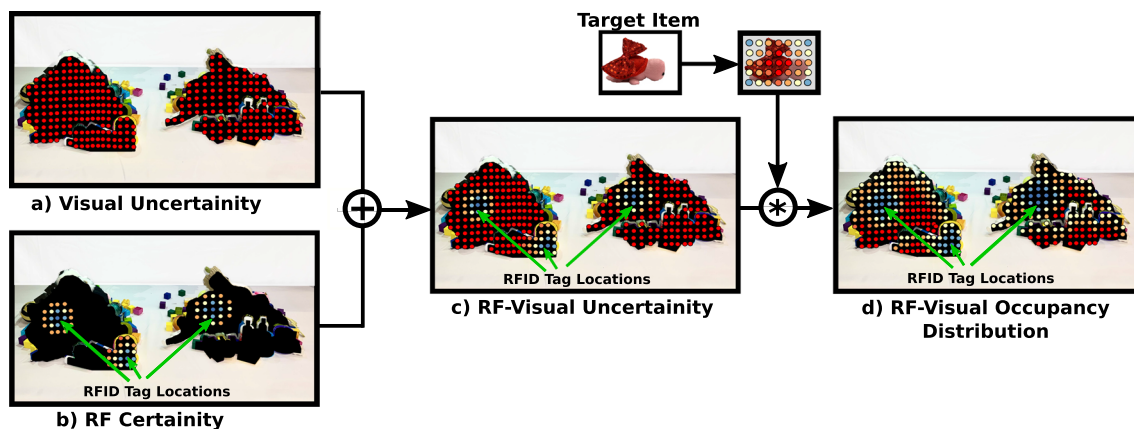 Target Item
a) Visual Uncertainity
RFID Tag Locations
b) RF Certainity
+
RFID Tag Locations
c) RF-Visual Uncertainity
*
RFID Tag Locations
d) RF-Visual Occupancy
Distribution